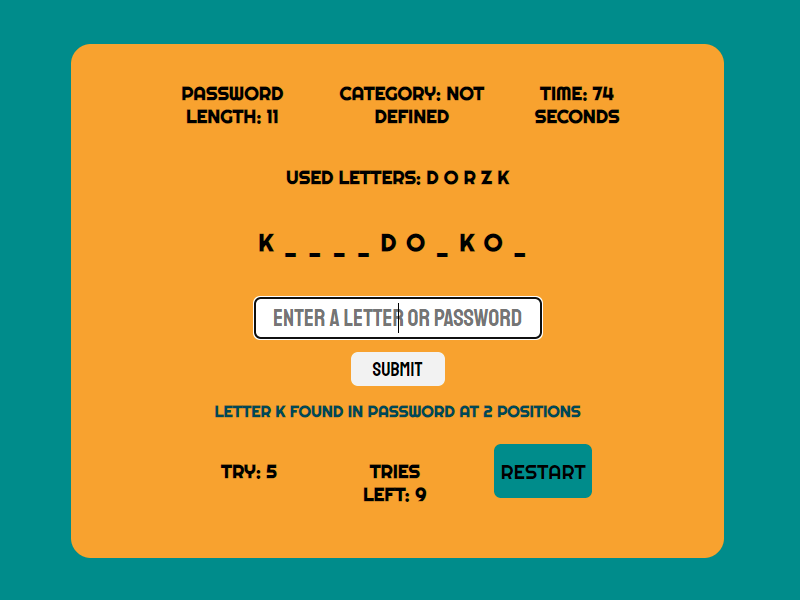 PASSWORD
LENGTH: 11
CATEGORY: NOT
DEFINED
TIME: 74
SECONDS
USED LETTERS: D O R Z K
K _ _ _ _ D O _ K O _
ENTER A LETTER OR PASSWORD
SUBMIT
LETTER K FOUND IN PASSWORD AT 2 POSITIONS
TRY: 5
TRIES
LEFT: 9
RESTART